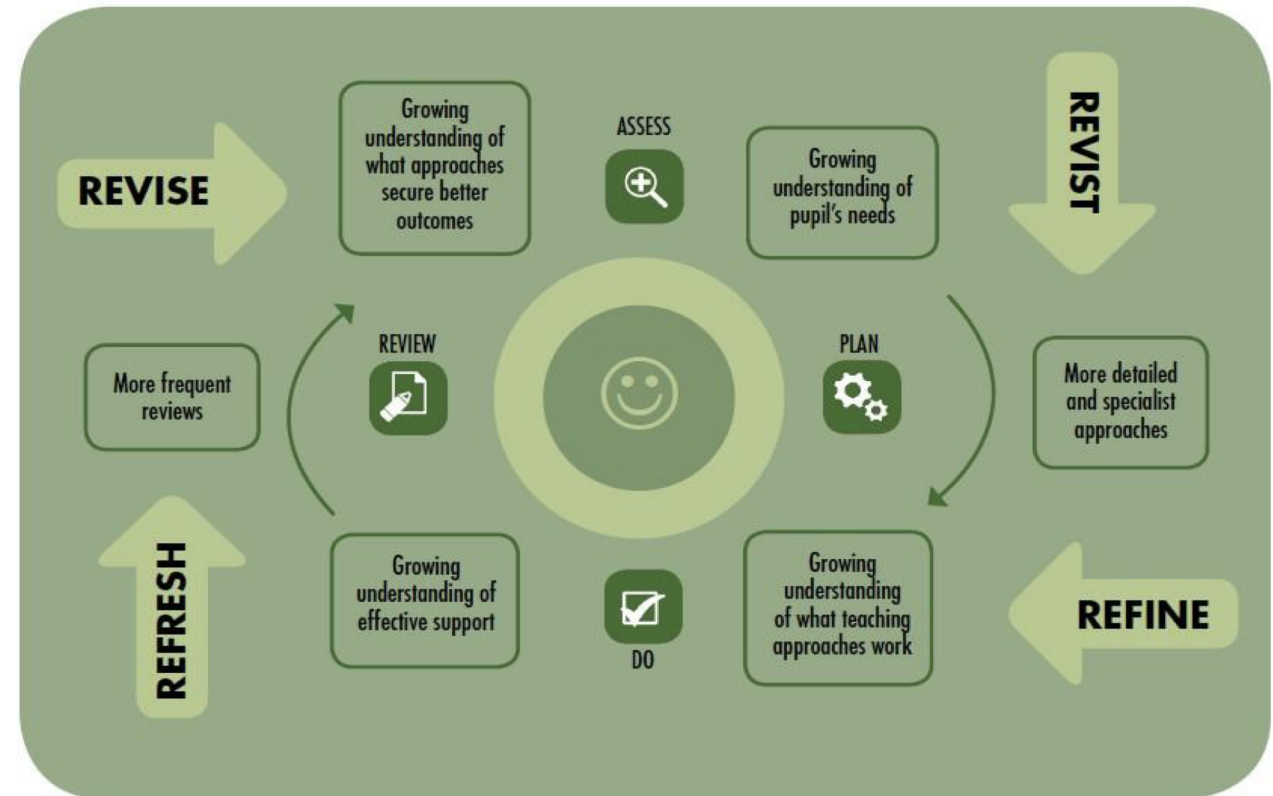 REVISE
Growing
understanding of
what approaches
secure better
outcomes
ASSESS
Growing
understanding of
pupil's needs
REVIST
More frequent
reviews
REVIEW
PLAN
More detailed
and specialist
approaches
REFRESH
Growing
understanding of
effective support
DO
Growing
understanding
of what teaching
approaches work
REFINE